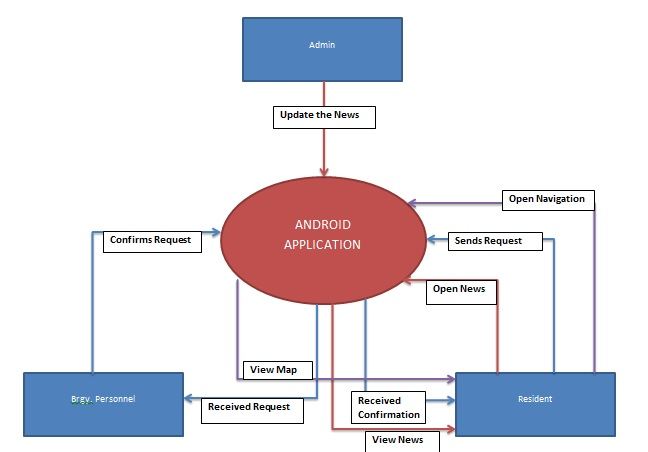 Admin
Update the News
ANDROID
APPLICATION
Open Navigation
Confirms Request
Sends Request
Open News
View Map
Brgy. Personnel
Received Request
Received
Confirmation
Resident
View News